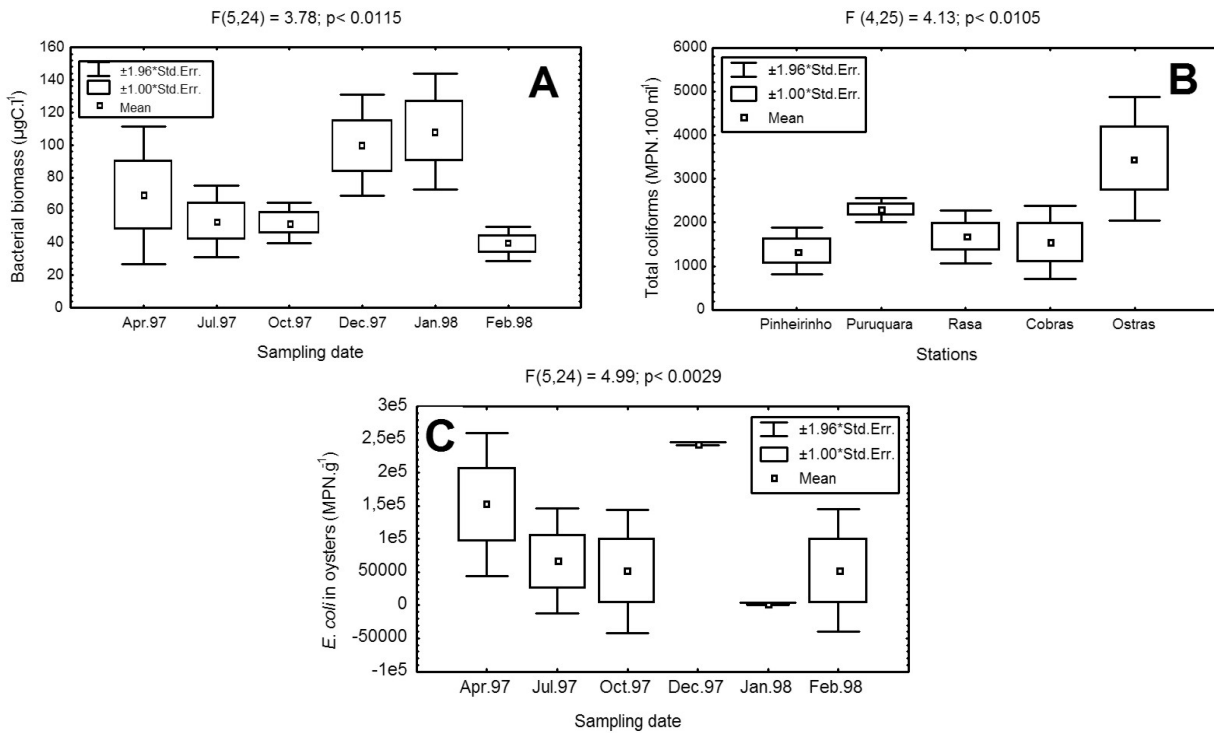 F(5,24) = 3.78; p< 0.0115
A
±1.96*Std.Err.
±1.00*Std.Err.
Mean
Bacterial biomass (µgC.l¹)
160
140
120
100
80
60
40
20
0
Apr.97 Jul.97 Oct.97 Dec.97 Jan.98 Feb.98
Sampling date
F (4,25) = 4.13; p< 0.0105
B
±1.96*Std.Err.
±1.00*Std.Err.
Mean
Total coliforms (MPN.100 ml¹)
6000
5000
4000
3000
2000
1000
0
Pinheirinho Puruquara Rasa Cobras Ostras
Stations
F(5,24) = 4.99; p< 0.0029
C
±1.96*Std.Err.
±1.00*Std.Err.
Mean
E. coli in oysters (MPN.g¹)
3e5
2,5e5
2e5
1,5e5
1e5
50000
0
-50000
-1e5
Apr.97 Jul.97 Oct.97 Dec.97 Jan.98 Feb.98
Sampling date